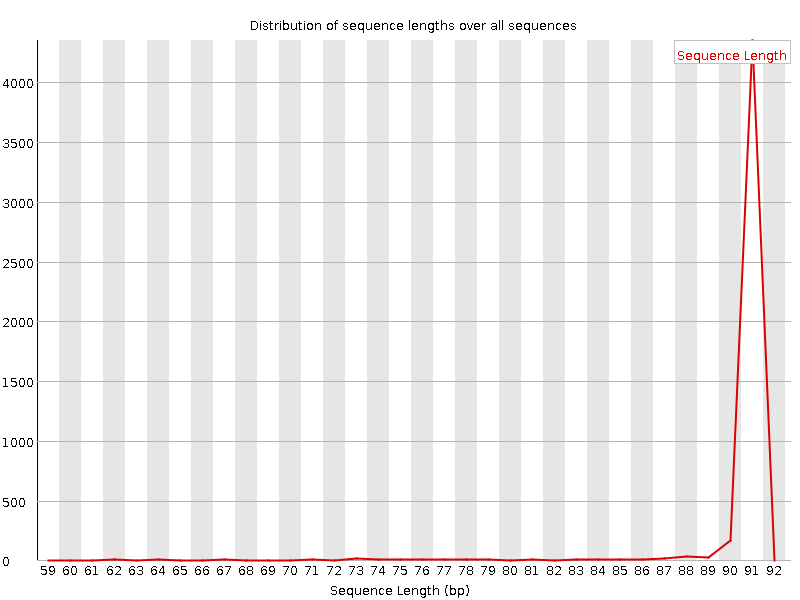 Distribution of sequence lengths over all sequences
Sequence Length
4000
3500
3000
2500
2000
1500
1000
500
0
59 60 61 62 63 64 65 66 67 68 69 70 71 72 73 74 75 76 77 78 79 80 81 82 83 84 85 86 87 88 89 90 91 92
Sequence Length (bp)